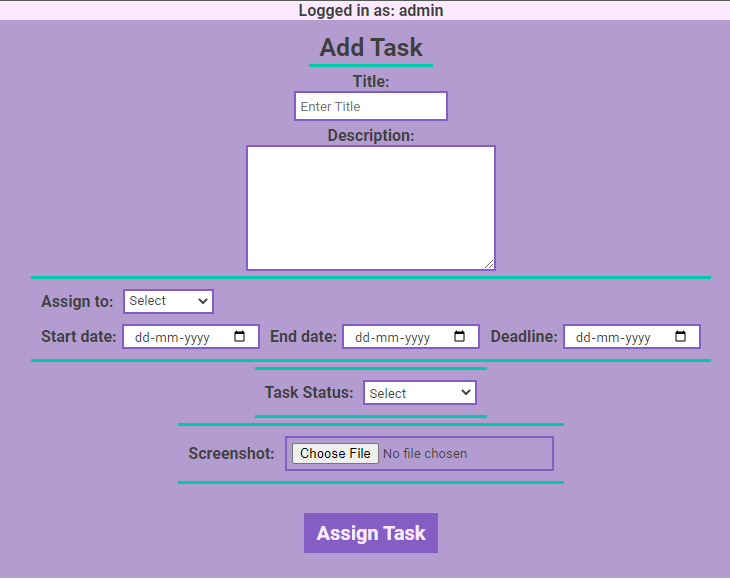 Logged in as: admin
Add Task
Title:
Enter Title
Description:
Assign to: Select
Start date: dd-mm-yyyy End date: dd-mm-yyyy Deadline: dd-mm-yyyy
Task Status: Select
Screenshot: Choose File No file chosen
Assign Task